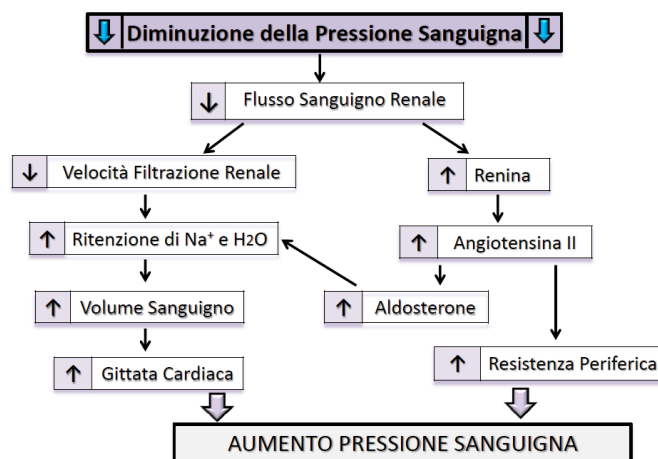 Diminuzione della Pressione Sanguigna
Flusso Sanguigno Renale
Velocità Filtrazione Renale
Renina
Ritenzione di Na⁺ e H2O
Angiotensina II
Volume Sanguigno
Aldosterone
Gittata Cardiaca
Resistenza Periferica
AUMENTO PRESSIONE SANGUIGNA